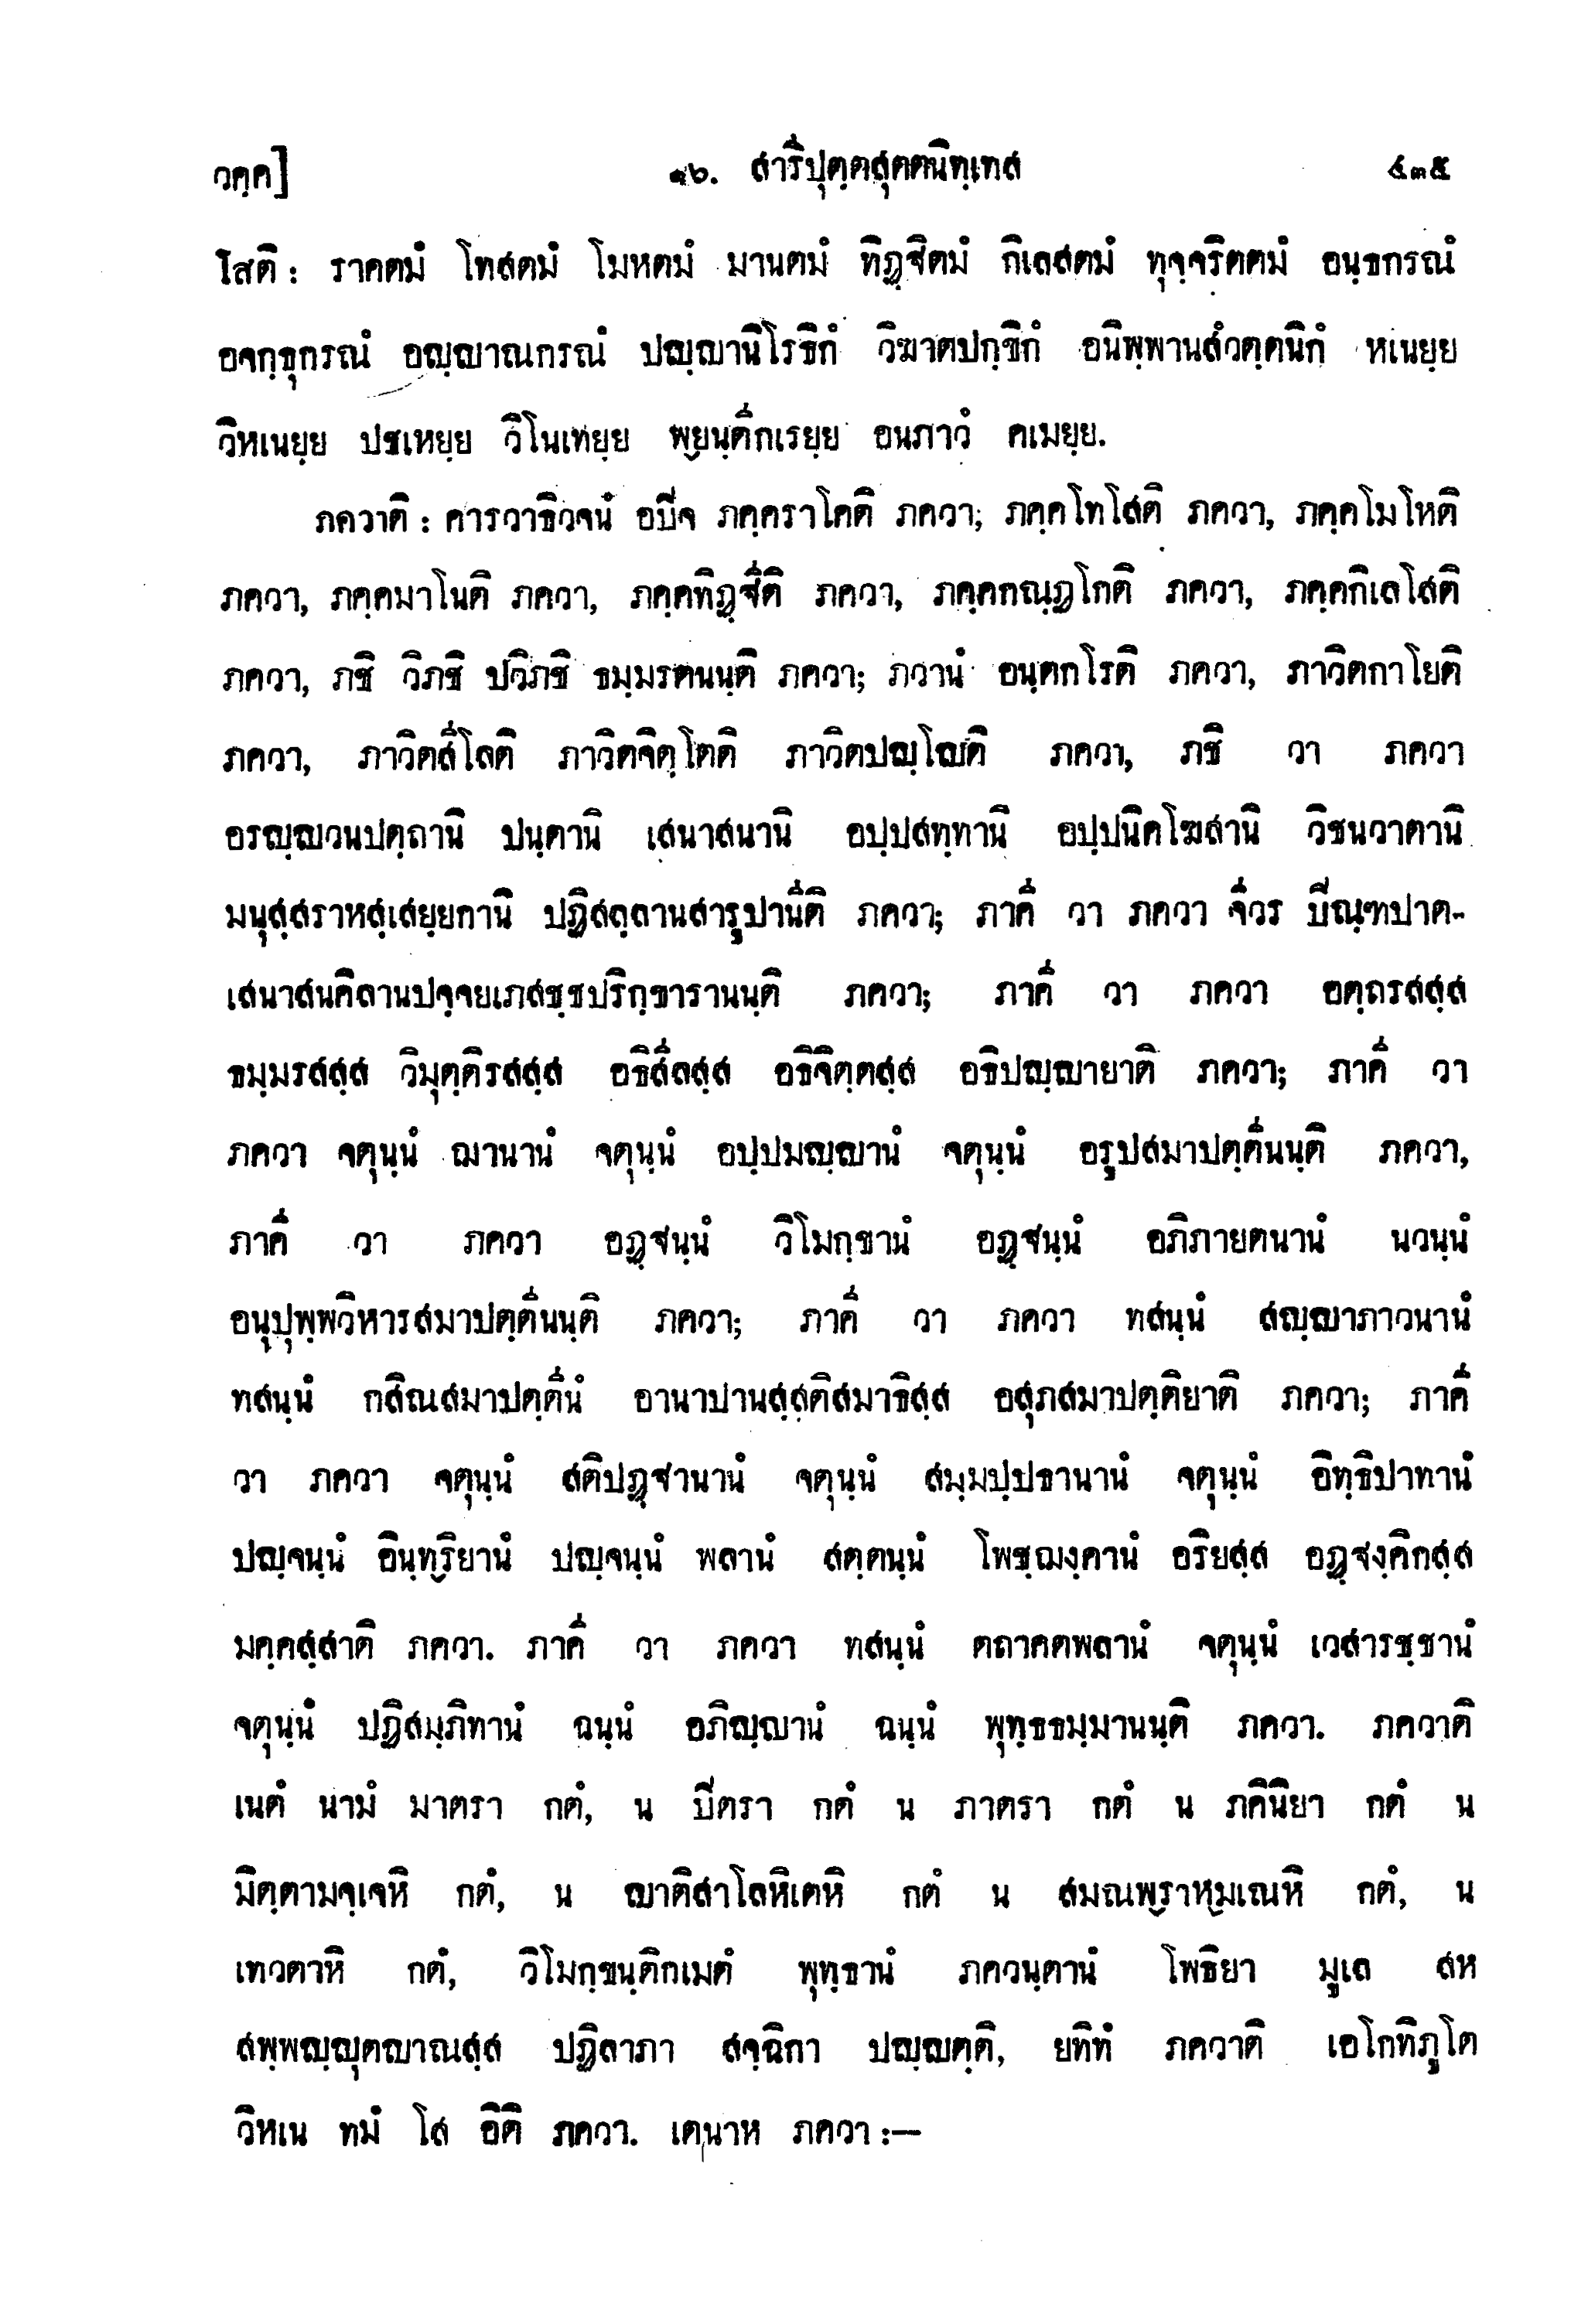 วคฺค]	๑๖. สารีปุตฺตสุตฺตนิทฺเทส	๔๓๕
โสติ : ราคตมํ โทสตมํ โมหตมํ มานตมํ ทิฏฺฐิตมํ กิเลสตมํ ทุจฺจริตตมํ อนฺธกรณํ
อจกฺขุกรณํ อญฺญาณกรณํ ปญฺญานิโรธิกํ วิฆาตปกฺขิกํ อนิพฺพานสํวตฺตนิกํ หเนยฺย
วิหเนยฺย ปชเหยฺย วิโนเทยฺย พฺยนฺตีกเรยฺย อนภาวํ คเมยฺย.
ภควาติ : คารวาธิวจนํ อปิจ ภคฺคราโคติ ภควา; ภคฺคโทโสติ ภควา, ภคฺคโมโหติ
ภควา, ภคฺคมาโนติ ภควา, ภคฺคทิฏฺฐีติ ภควา, ภคฺคกณฺฏโกติ ภควา, ภคฺคกิเลโสติ
ภควา, ภชิ วิภชิ ปวิภชิ ธมฺมรตนนฺติ ภควา; ภวานํ อนฺตกโรติ ภควา, ภาวิตกาโยติ
ภควา, ภาวิตสีโลติ ภาวิตจิตฺโตติ ภาวิตปญฺโญติ ภควา, ภชิ วา ภควา
อรญฺญวนปตฺถานิ ปนฺตานิ เสนาสนานิ อปฺปสทฺทานิ อปฺปนิคโฆสานิ วิชนวาตานิ
มนุสฺสราหสฺเสยฺยกานิ ปฏิสลฺลานสารุปานีติ ภควา; ภาคี วา ภควา จีวร ปิณฺฑปาต-
เสนาสนคิลานปจฺจยเภสชฺชปริกฺขารานนฺติ ภควา; ภาคี วา ภควา อตฺถรสสฺส
ธมฺมรสสฺส วิมุตฺติรสสฺส อธิสีลสฺส อธิจิตฺตสฺส อธิปญฺญายาติ ภควา; ภาคี วา
ภควา จตุนฺนํ ฌานานํ จตุนฺนํ อปฺปมญฺญานํ จตุนฺนํ อรุปสมาปตฺตีนนฺติ ภควา,
ภาคี วา ภควา อฏฺฐนฺนํ วิโมกฺขานํ อฏฺฐนฺนํ อภิภายตนานํ นวนฺนํ
อนุปุพฺพวิหารสมาปตฺตีนนฺติ ภควา; ภาคี วา ภควา ทสนฺนํ สญฺญาภาวนานํ
ทสนฺนํ กสิณสมาปตฺตีนํ อานาปานสฺสติสมาธิสฺส อสุภสมาปตฺติยาติ ภควา; ภาคี
วา ภควา จตุนฺนํ สติปฏฺฐานานํ จตุนฺนํ สมฺมปฺปธานานํ จตุนฺนํ อิทฺธิปาทานํ
ปญฺจนฺนํ อินฺทฺริยานํ ปญฺจนฺนํ พลานํ สตฺตนฺนํ โพชฺฌงฺคานํ อริยสฺส อฏฺฐงฺคิกสฺส
มคฺคสฺสาติ ภควา. ภาคี วา ภควา ทสนฺนํ ตถาคตพลานํ จตุนฺนํ เวสารชฺชานํ
จตุนฺนํ ปฏิสมฺภิทานํ ฉนฺนํ อภิญฺญานํ ฉนฺนํ พุทฺธธมฺมานนฺติ ภควา. ภควาติ
เนตํ นามํ มาตรา กตํ, น ปิตรา กตํ น ภาตรา กตํ น ภคินิยา กตํ น
มิตฺตามจฺเจหิ กตํ, น ญาติสาโลหิเตหิ กตํ น สมณพฺราหฺมเณหิ กตํ, น
เทวตาหิ กตํ, วิโมกฺขนฺติกเมตํ พุทฺธานํ ภควนฺตานํ โพธิยา มูเล สห
สพฺพญฺญุตญาณสฺส ปฏิลาภา สจฺฉิกา ปญฺญตฺติ, ยทิทํ ภควาติ เอโกทิภูโต
วิหเน ทมํ โส อิติ ภควา. เตนาห ภควา :—